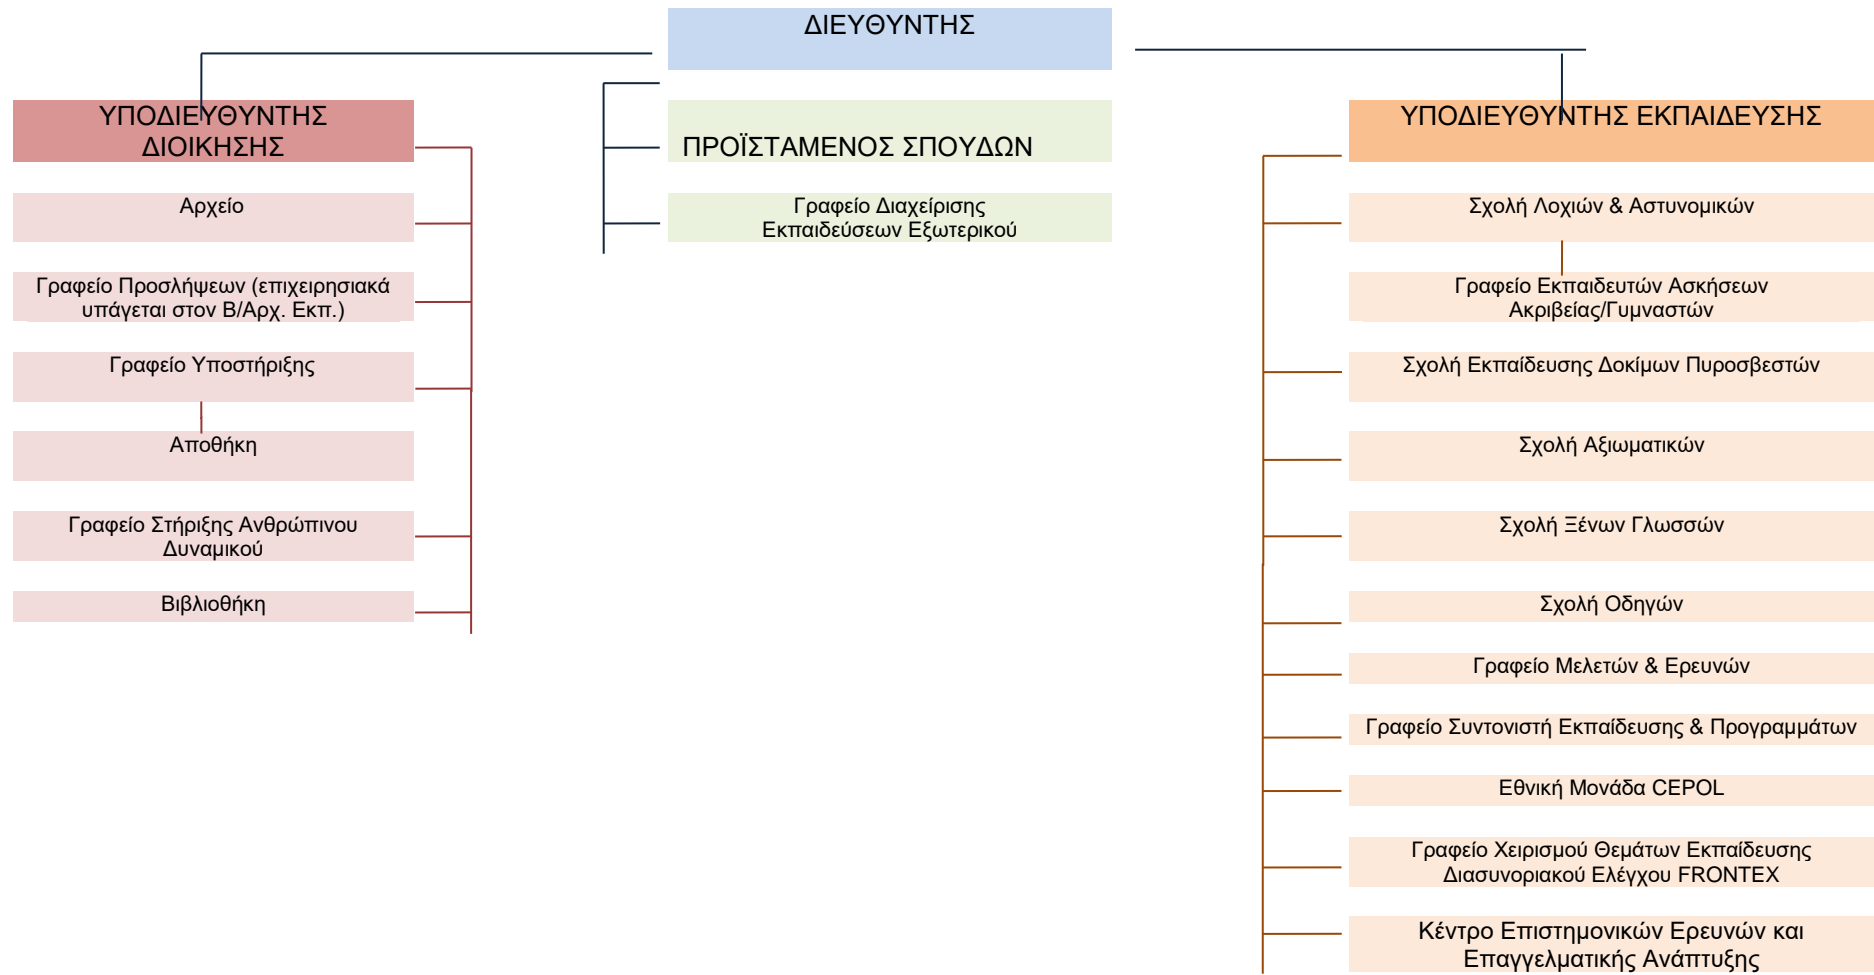 ΔΙΕΥΘΥΝΤΗΣ
ΥΠΟΔΙΕΥΘΥΝΤΗΣ
ΔΙΟΙΚΗΣΗΣ
Αρχείο
Γραφείο Προσλήψεων (επιχειρησιακά
υπάγεται στον Β/Αρχ. Εκπ.)
Γραφείο Υποστήριξης
Αποθήκη
Γραφείο Στήριξης Ανθρώπινου
Δυναμικού
Βιβλιοθήκη
ΠΡΟΪΣΤΑΜΕΝΟΣ ΣΠΟΥΔΩΝ
Γραφείο Διαχείρισης
Εκπαιδεύσεων Εξωτερικού
ΥΠΟΔΙΕΥΘΥΝΤΗΣ ΕΚΠΑΙΔΕΥΣΗΣ
Σχολή Λοχιών & Αστυνομικών
Γραφείο Εκπαιδευτών Ασκήσεων
Ακριβείας/Γυμναστών
Σχολή Εκπαίδευσης Δοκίμων Πυροσβεστών
Σχολή Αξιωματικών
Σχολή Ξένων Γλωσσών
Σχολή Οδηγών
Γραφείο Μελετών & Ερευνών
Γραφείο Συντονιστή Εκπαίδευσης & Προγραμμάτων
Εθνική Μονάδα CEPOL
Γραφείο Χειρισμού Θεμάτων Εκπαίδευσης
Διασυνοριακού Ελέγχου FRONTEX
Κέντρο Επιστημονικών Ερευνών και
Επαγγελματικής Ανάπτυξης